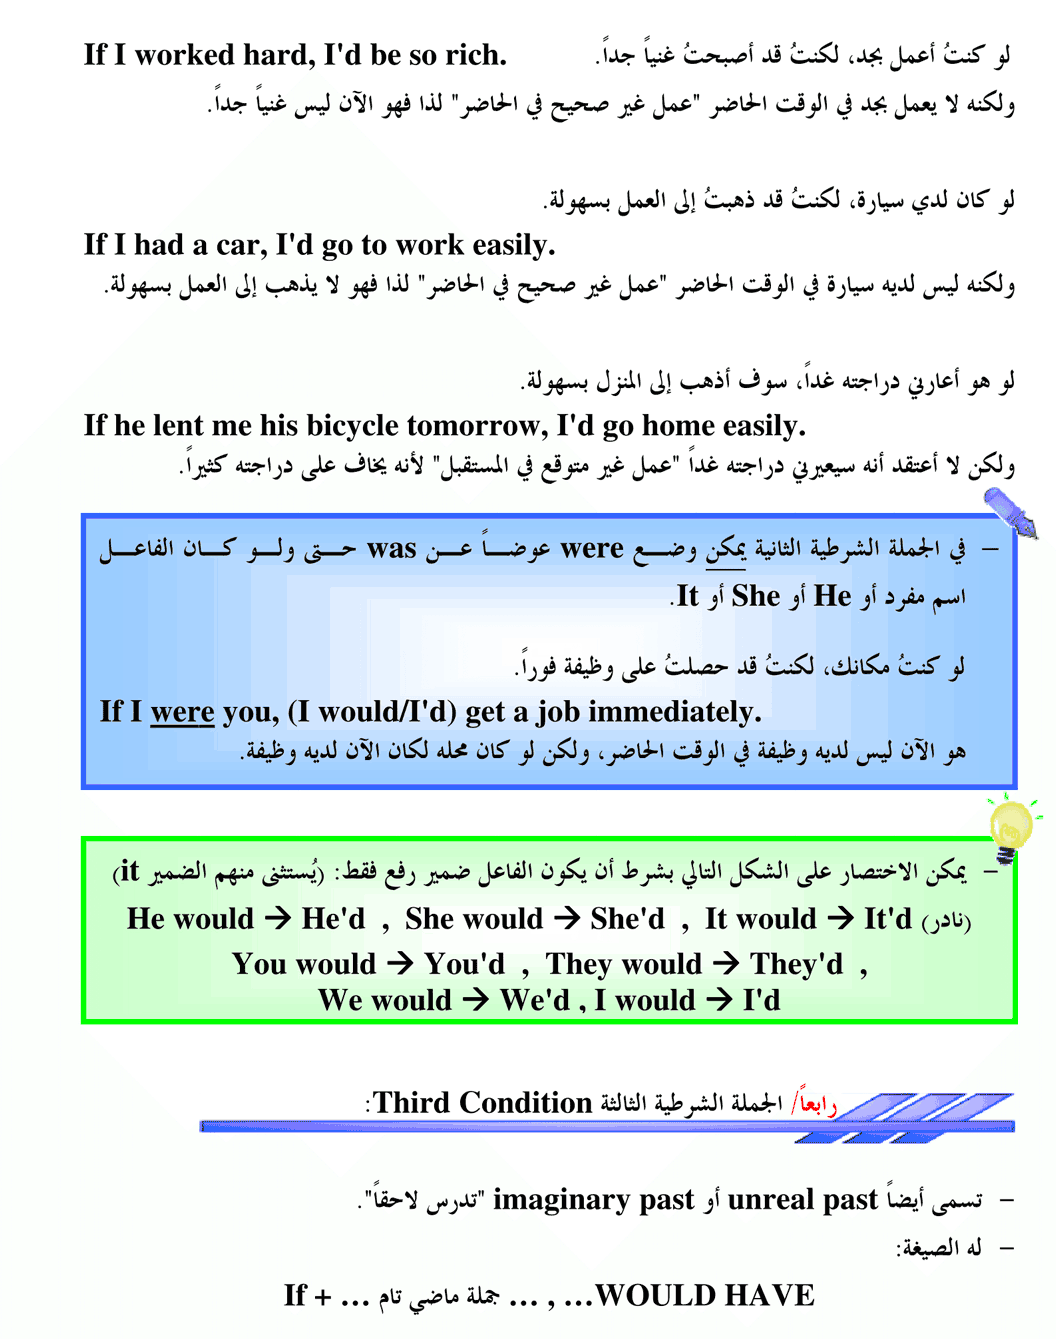 لو كنتُ أعمل بجد، لكنتُ قد أصبحتُ غنياً جداً. If I worked hard, I'd be so rich.
ولكنه لا يعمل بجد في الوقت الحاضر "عمل غير صحيح في الحاضر" لذا فهو الآن ليس غنياً جداً.
لو كان لدي سيارة، لكنتُ قد ذهبتُ إلى العمل بسهولة.
If I had a car, I'd go to work easily.
ولكنه ليس لديه سيارة في الوقت الحاضر "عمل غير صحيح في الحاضر" لذا فهو لا يذهب إلى العمل بسهولة.
لو هو أعارني دراجته غداً، سوف أذهب إلى المنزل بسهولة.
If he lent me his bicycle tomorrow, I'd go home easily.
ولكن لا أعتقد أنه سيعيرني دراجته غداً "عمل غير متوقع في المستقبل" لأنه يخاف على دراجته كثيراً.
– في الجملة الشرطية الثانية يمكن وضع were عوضاً عن was حتى ولو كان الفاعل
اسم مفرد أو He أو She أو It.
لو كنتُ مكانك، لكنتُ قد حصلتُ على وظيفة فوراً.
If I were you, (I would/I'd) get a job immediately.
هو الآن ليس لديه وظيفة في الوقت الحاضر، ولكن لو كان محله لكان الآن لديه وظيفة.
– يمكن الاختصار على الشكل التالي بشرط أن يكون الفاعل ضمير رفع فقط: (يُستثنى منهم الضمير it)
He would → He'd , She would → She'd , It would → It'd (نادر)
You would → You'd , They would → They'd ,
We would → We'd , I would → I'd
رابعاً/ الجملة الشرطية الثالثة Third Condition:
– تسمى أيضاً unreal past أو imaginary past "تدرس لاحقاً".
– له الصيغة:
If + … جملة ماضي تام … , …WOULD HAVE